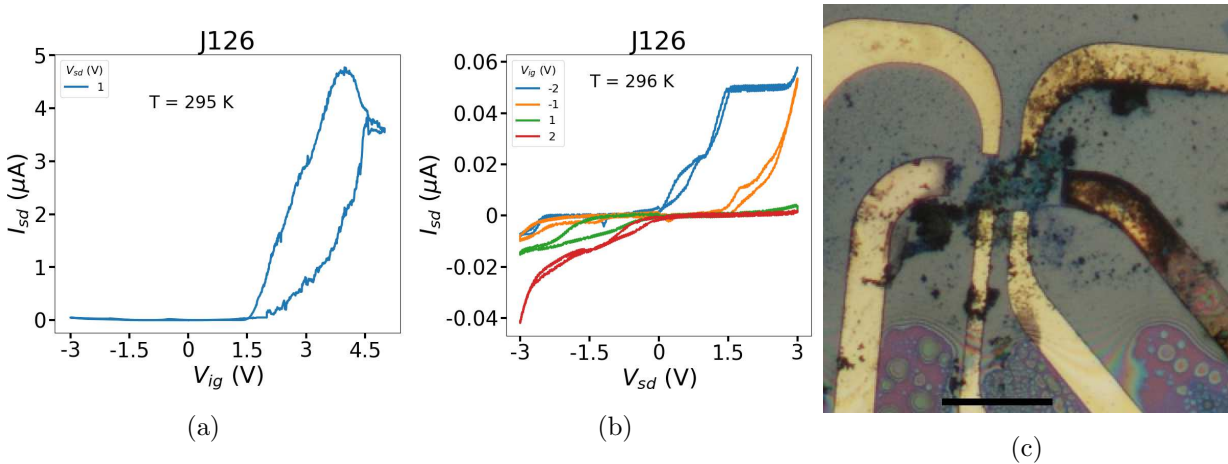 J126
V_sd (V)
1
T = 295 K
5
4
3
2
1
0
I_sd (μA)
-3 -1.5 0 1.5 3 4.5
V_ig (V)
(a)
J126
V_ig (V)
-2
-1
1
2
T = 296 K
0.06
0.04
0.02
0
-0.02
-0.04
I_sd (μA)
-3 -1.5 0 1.5 3
V_sd (V)
(b)
(c)